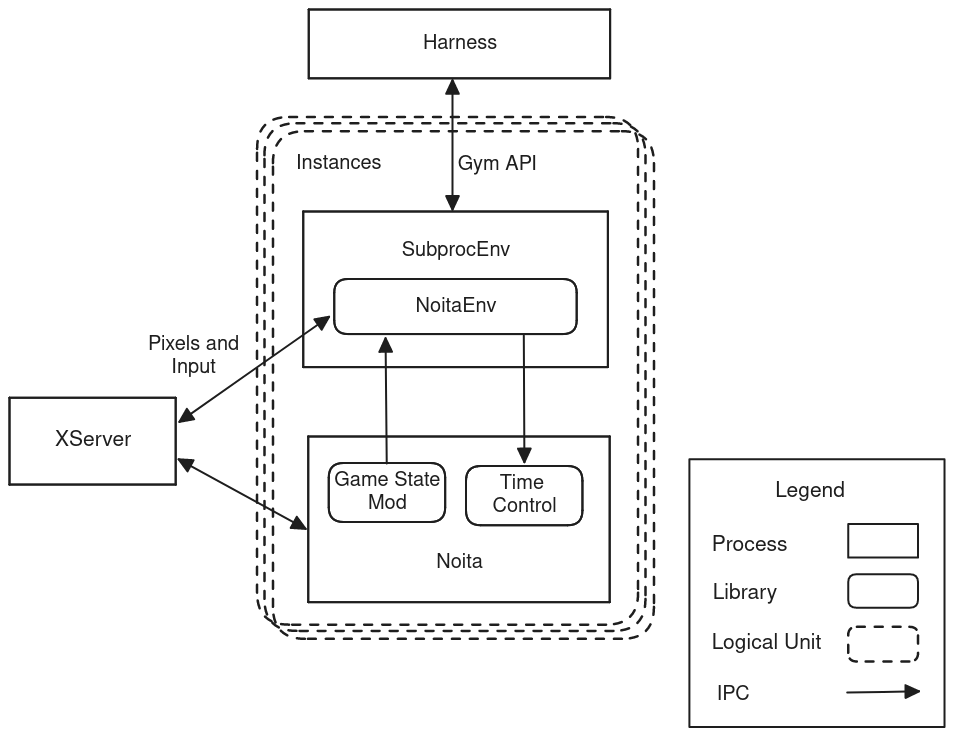 Harness
Instances
Gym API
SubprocEnv
NoitaEnv
Pixels and
Input
XServer
Game State
Mod
Time
Control
Noita
Legend
Process
Library
Logical Unit
IPC